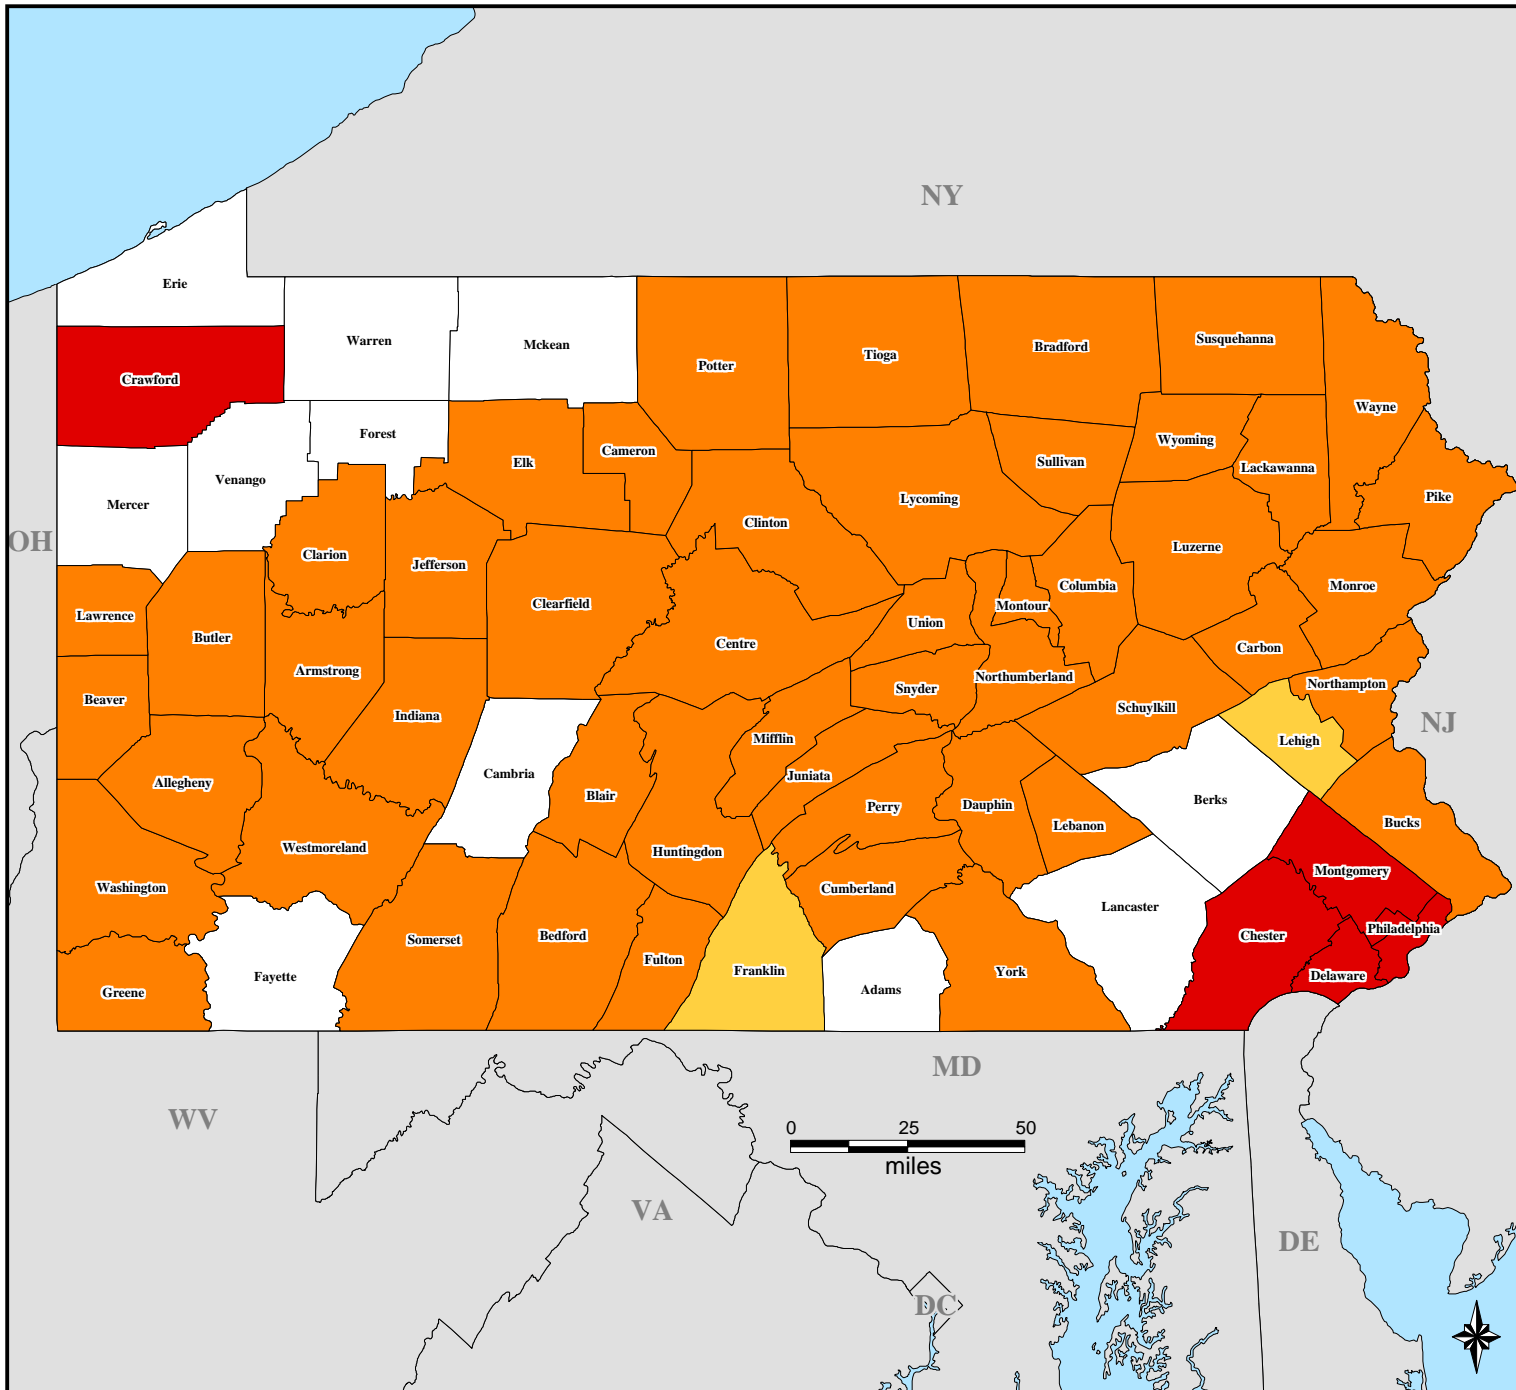 NY
Erie
Warren
Mckean
Potter
Tioga
Bradford
Susquehanna
Crawford
Wayne
Forest
Wyoming
Cameron
Elk
Sullivan
Lackawanna
Venango
Mercer
Lycoming
Pike
Clinton
OH
Clarion
Jefferson
Luzerne
Columbia
Monroe
Lawrence
Clearfield
Montour
Union
Butler
Centre
Carbon
Armstrong
Northumberland
Northampton
Beaver
Snyder
Indiana
Schuylkill
NJ
Mifflin
Lehigh
Cambria
Juniata
Allegheny
Blair
Berks
Perry
Dauphin
Lebanon
Bucks
Westmoreland
Huntingdon
Montgomery
Washington
Cumberland
Lancaster
Philadelphia
Somerset
Bedford
Chester
Fulton
Franklin
York
Fayette
Delaware
Greene
Adams
MD
WV
0 25 50
miles
VA
DE
DC